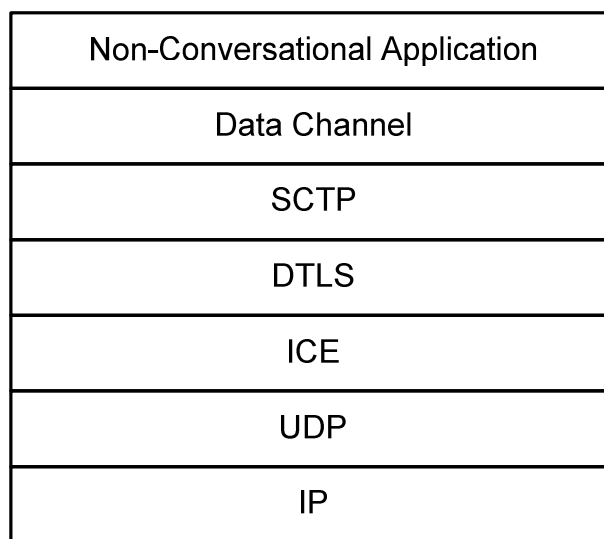 Non-Conversational Application
Data Channel
SCTP
DTLS
ICE
UDP
IP